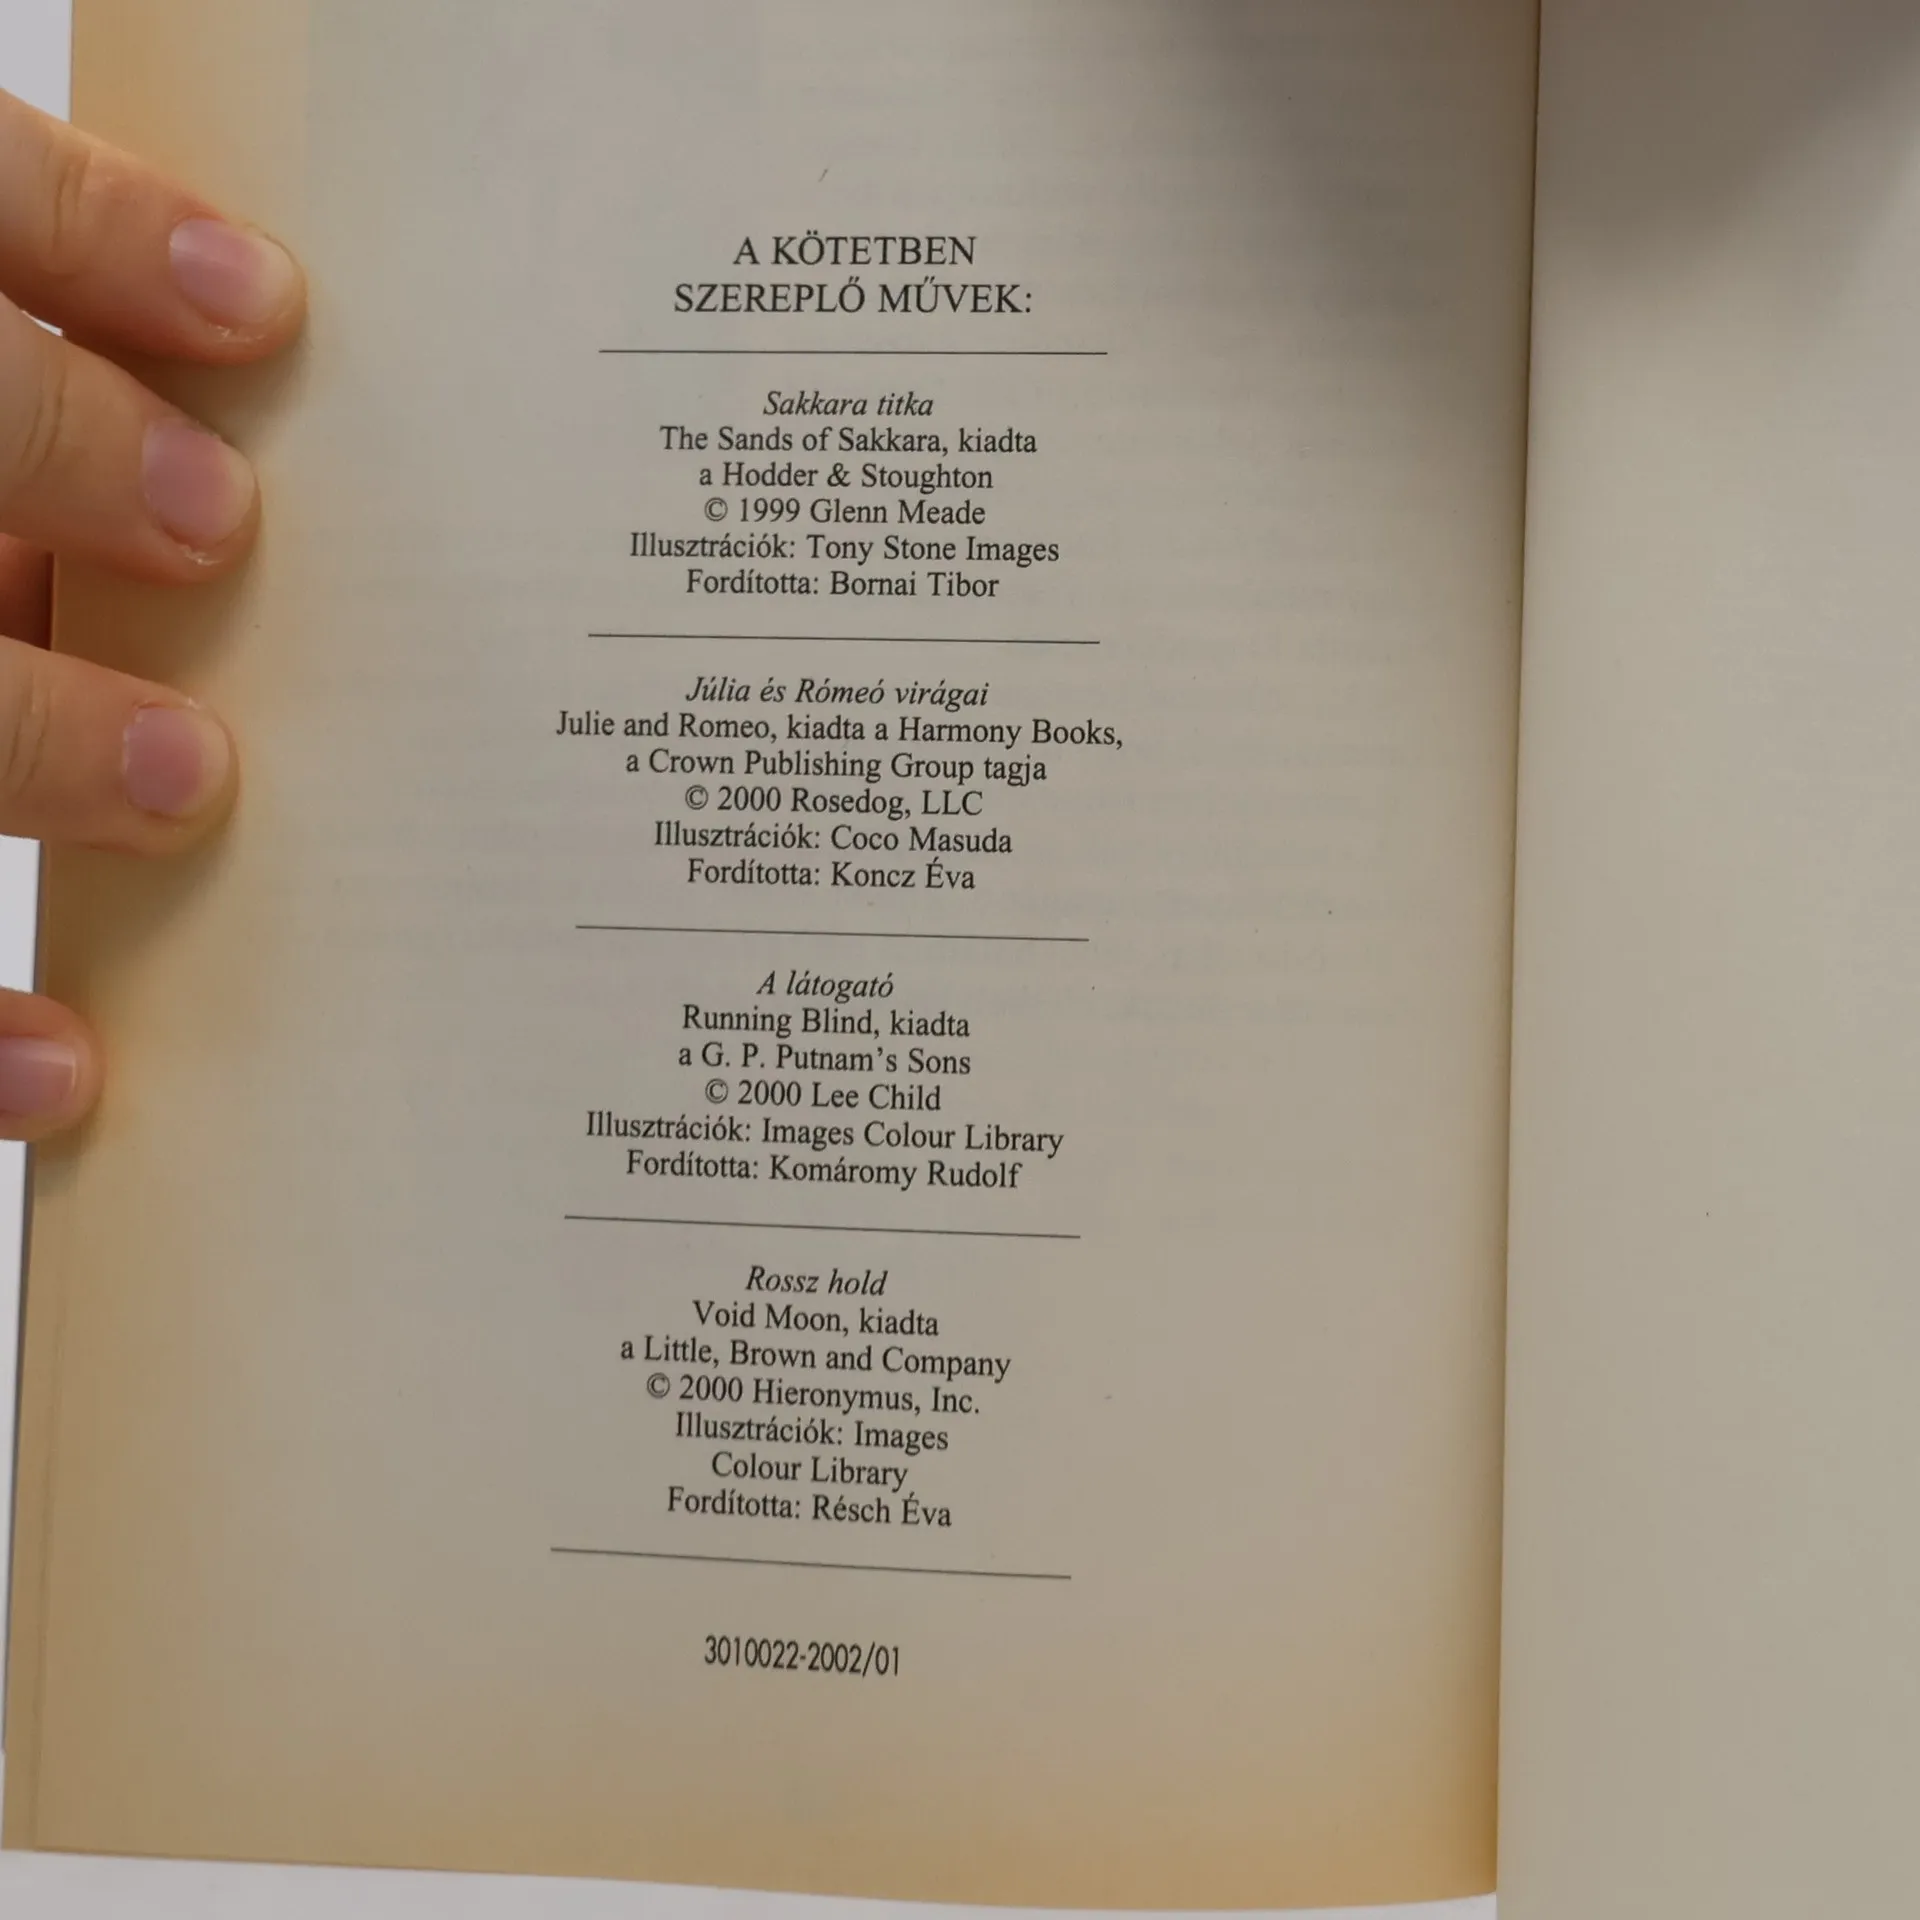 A KÖTETBEN
SZEREPLŐ MŰVEK:
Sakkara titka
The Sands of Sakkara, kiadta
a Hodder & Stoughton
© 1999 Glenn Meade
Illusztrációk: Tony Stone Images
Fordította: Bornai Tibor
Júlia és Rómeó virágai
Julie and Romeo, kiadta a Harmony Books,
a Crown Publishing Group tagja
© 2000 Rosedog, LLC
Illusztrációk: Coco Masuda
Fordította: Koncz Éva
A látogató
Running Blind, kiadta
a G. P. Putnam’s Sons
© 2000 Lee Child
Illusztrációk: Images Colour Library
Fordította: Komáromy Rudolf
Rossz hold
Void Moon, kiadta
a Little, Brown and Company
© 2000 Hieronymus, Inc.
Illusztrációk: Images
Colour Library
Fordította: Résch Éva
3010022-2002/01